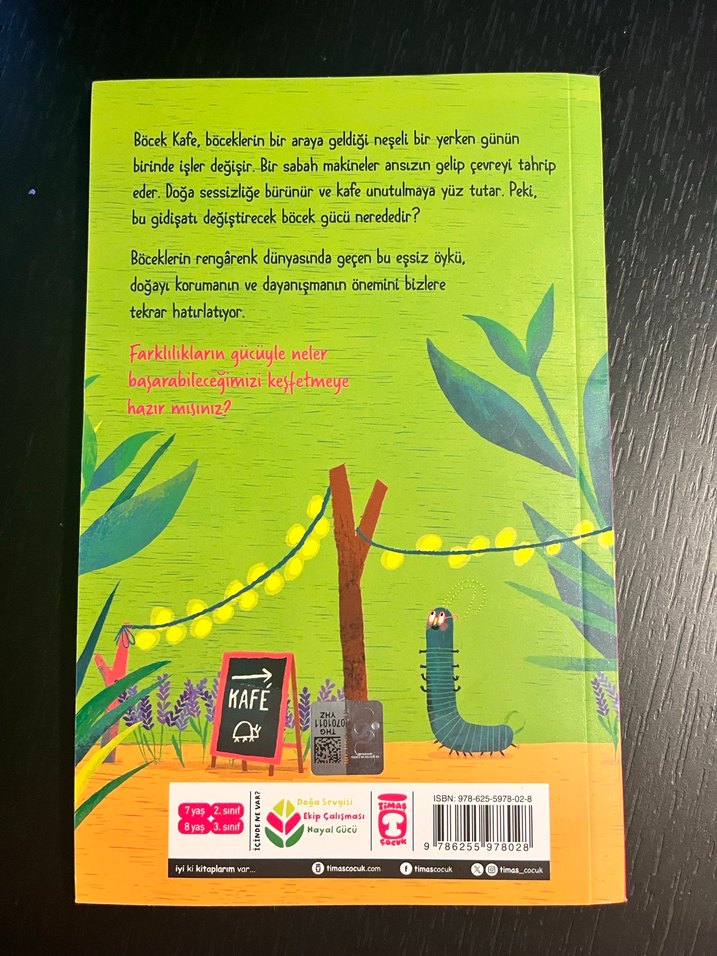 Böcek Kafe, böceklerin bir araya geldiği neşeli bir yerken günün
birinde işler değişir. Bir sabah makineler ansızın gelip çevreyi tahrip
eder. Doğa sessizliğe bürünür ve kafe unutulmaya yüz tutar. Peki,
bu gidişatı değiştirecek böcek gücü nerededir?
Böceklerin rengârenk dünyasında geçen bu eşsiz öykü,
doğayı korumanın ve dayanışmanın önemini bizlere
tekrar hatırlatıyor.
Farklılıkların gücüyle neler
başarabileceğimizi keşfetmeye
hazır mısınız?
KAFE
THG
0701011
YHZ
7 yaş 2. sınıf
8 yaş 3. sınıf
İÇİNDE NE VAR?
Doğa Sevgisi
Ekip Çalışması
Hayal Gücü
TİMAŞ
ÇOCUK
ISBN: 978-625-5978-02-8
9 786255 978028
iyi ki kitaplarım var...
timascocuk.com
timascocuk
timas_cocuk